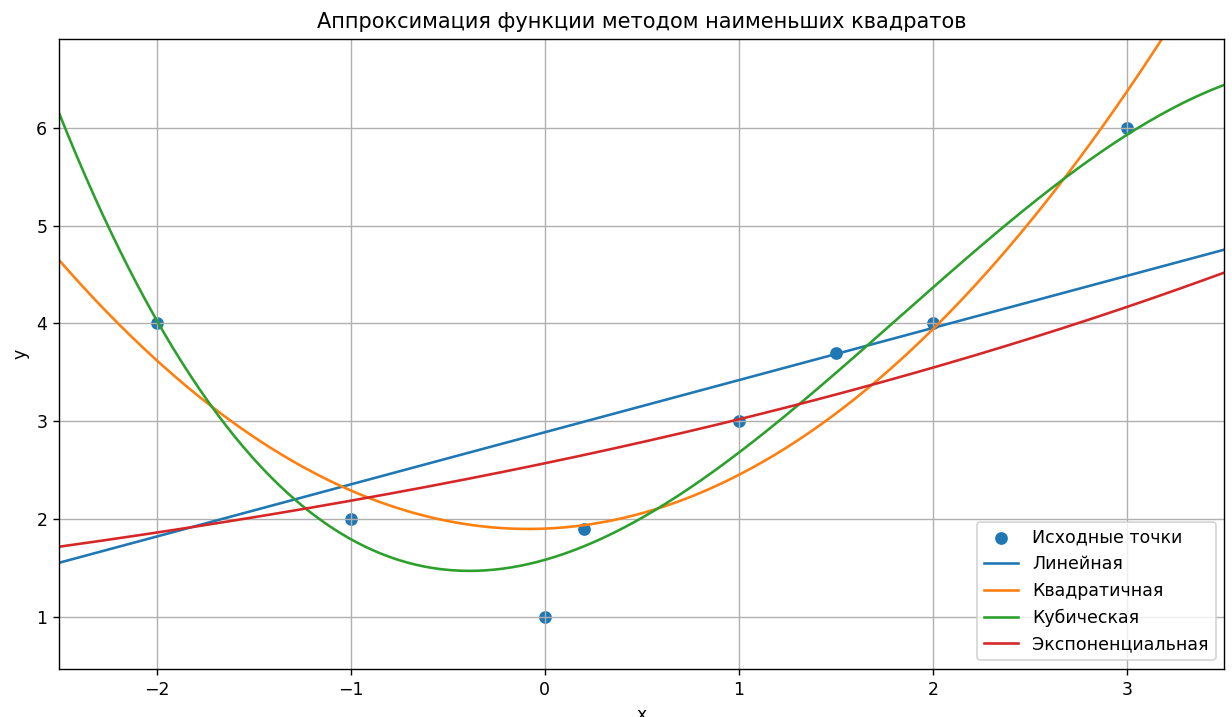 Аппроксимация функции методом наименьших квадратов
y
6
5
4
3
2
1
−2
−1
0
1
2
3
x
Исходные точки
Линейная
Квадратичная
Кубическая
Экспоненциальная